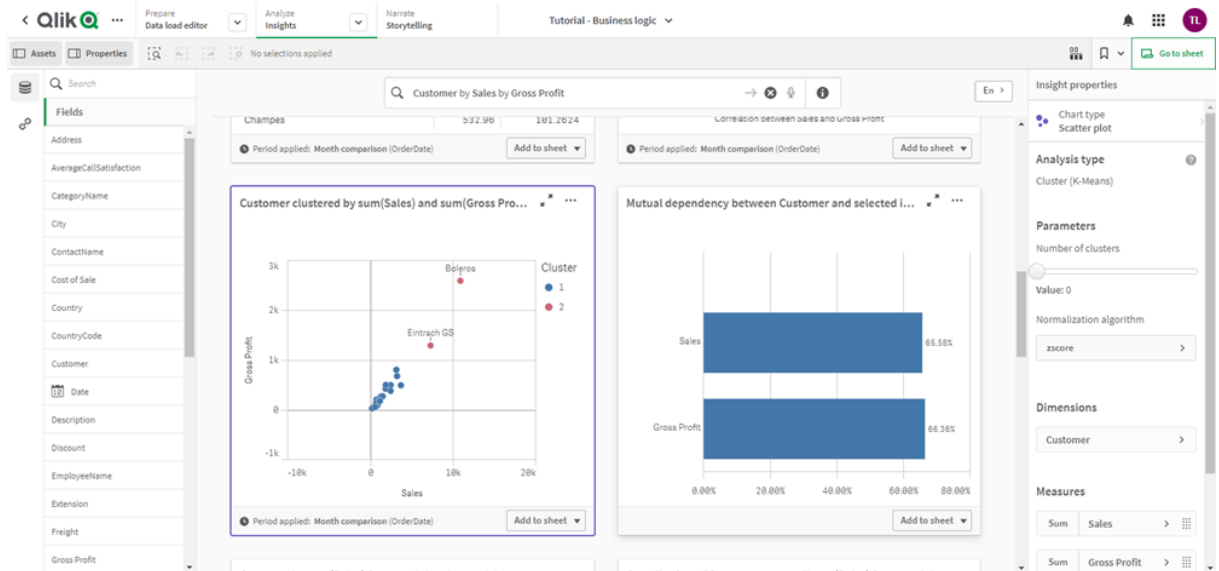 Qlik
Prepare
Data load editor
Analyze
Insights
Narrate
Storytelling
Tutorial - Business logic
TL
Assets
Properties
No selections applied
Go to sheet
Search
Fields
Address
AverageCallSatisfaction
CategoryName
City
ContactName
Cost of Sale
Country
CountryCode
Customer
12 Date
Description
Discount
EmployeeName
Extension
Freight
Gross Profit
Customer by Sales by Gross Profit
En
Champes 532.96 181.2624
Period applied: Month comparison (OrderDate)
Add to sheet
Correlation between Sales and Gross Profit
Period applied: Month comparison (OrderDate)
Add to sheet
Customer clustered by sum(Sales) and sum(Gross Pro...
3k
2k
1k
0
-1k
Gross Profit
Boleros
Eintrach GS
Cluster
1
2
-10k 0 10k 20k
Sales
Period applied: Month comparison (OrderDate)
Add to sheet
Mutual dependency between Customer and selected i...
Sales
65.58%
Gross Profit
66.36%
0.00% 20.00% 40.00% 60.00% 80.00%
Add to sheet
Insight properties
Chart type
Scatter plot
Analysis type
Cluster (K-Means)
Parameters
Number of clusters
Value: 0
Normalization algorithm
zscore
Dimensions
Customer
Measures
Sum Sales
Sum Gross Profit